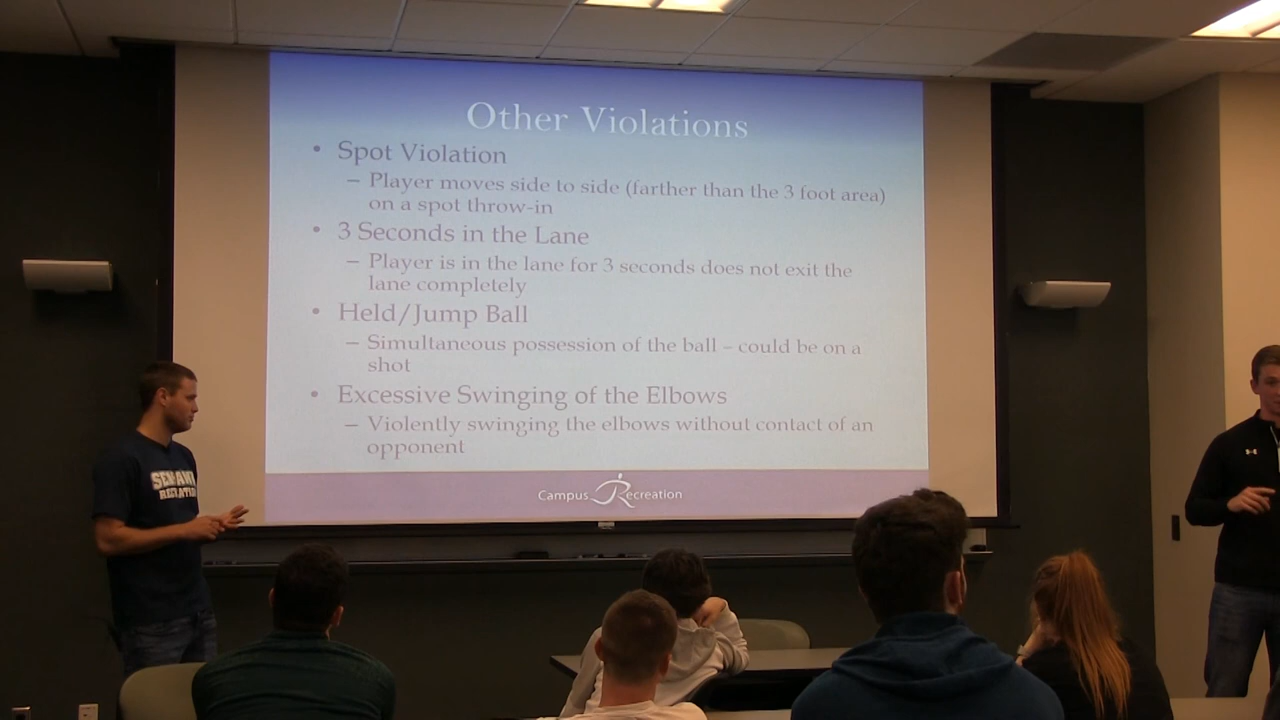 Other Violations
• Spot Violation
– Player moves side to side (farther than the 3 foot area)
on a spot throw-in
• 3 Seconds in the Lane
– Player is in the lane for 3 seconds does not exit the
lane completely
• Held/Jump Ball
– Simultaneous possession of the ball – could be on a
shot
• Excessive Swinging of the Elbows
– Violently swinging the elbows without contact of an
opponent
Campus Recreation